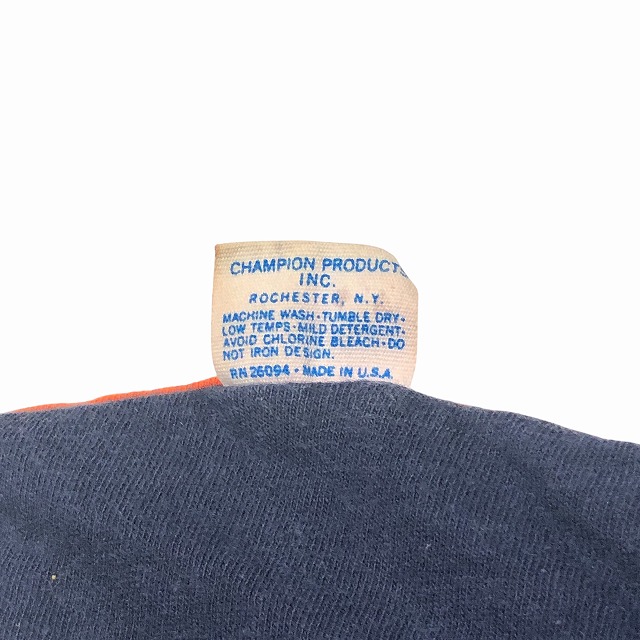 CHAMPION PRODUCTS
INC.
ROCHESTER, N.Y.
MACHINE WASH·TUMBLE DRY·
LOW TEMPS·MILD DETERGENT·
AVOID CHLORINE BLEACH·DO
NOT IRON DESIGN.
RN 26094·MADE IN U.S.A.